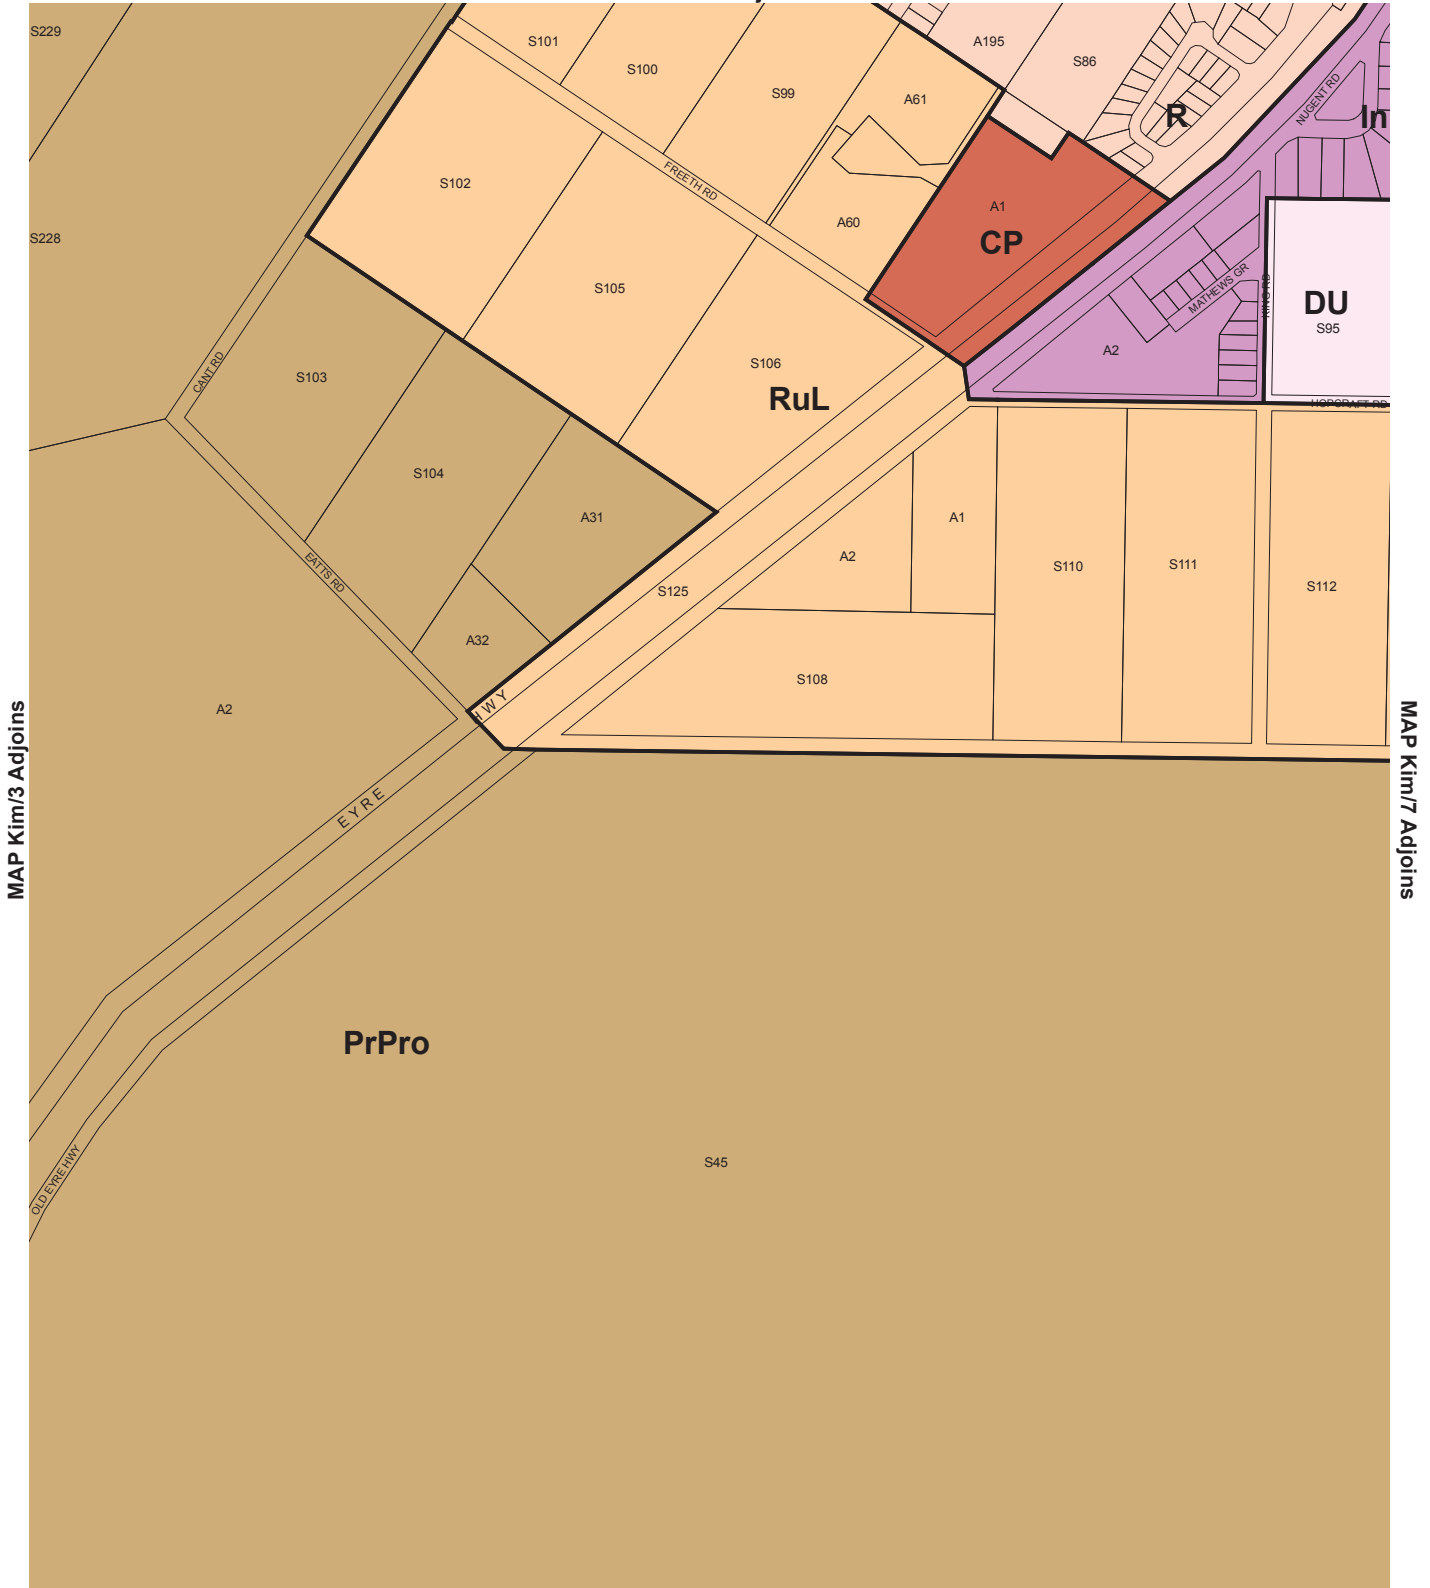 S229
S101
A195
S100
S86
S99
A61
NUGENT RD
R
In
FREETH RD
S102
A1
A60
S228
CP
MATHEWS GR
KING RD
S105
DU
S95
A2
CANT RD
S103
S106
RuL
HOPCRAFT RD
S104
A31
A1
A2
EATTS RD
S110
S111
S112
S125
A32
S108
HWY
A2
MAP Kim/3 Adjoins
MAP Kim/7 Adjoins
EYRE
PrPro
S45
OLD EYRE HWY